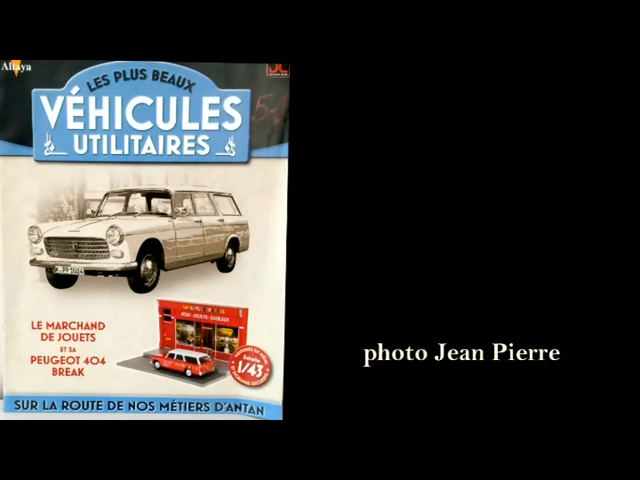 Altaya
LES PLUS BEAUX
VÉHICULES
UTILITAIRES
LE MARCHAND
DE JOUETS
ET SA
PEUGEOT 404
BREAK
1/43
SUR LA ROUTE DE NOS MÉTIERS D'ANTAN
photo Jean Pierre